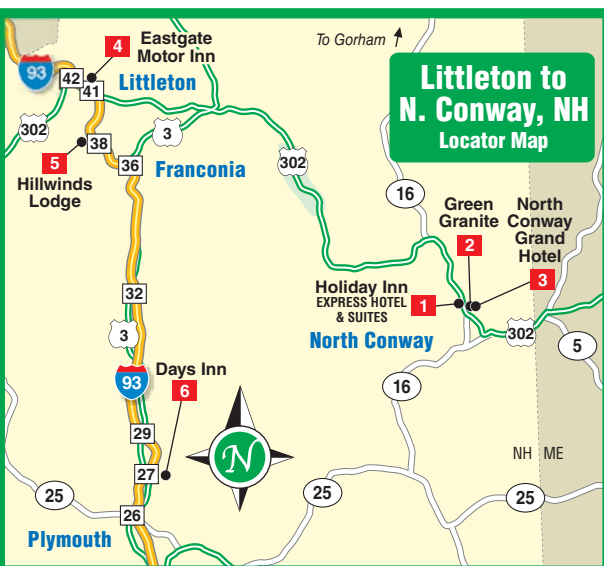 To Gorham
Littleton to
N. Conway, NH
Locator Map
4
Eastgate
Motor Inn
93
42
41
Littleton
302
3
38
5
Hillwinds
Lodge
36
Franconia
302
16
Green
Granite
2
North
Conway
Grand
Hotel
3
Holiday Inn
EXPRESS HOTEL
& SUITES
1
North Conway
302
5
32
3
93
Days Inn
6
16
29
N
27
NH
ME
25
25
25
26
Plymouth